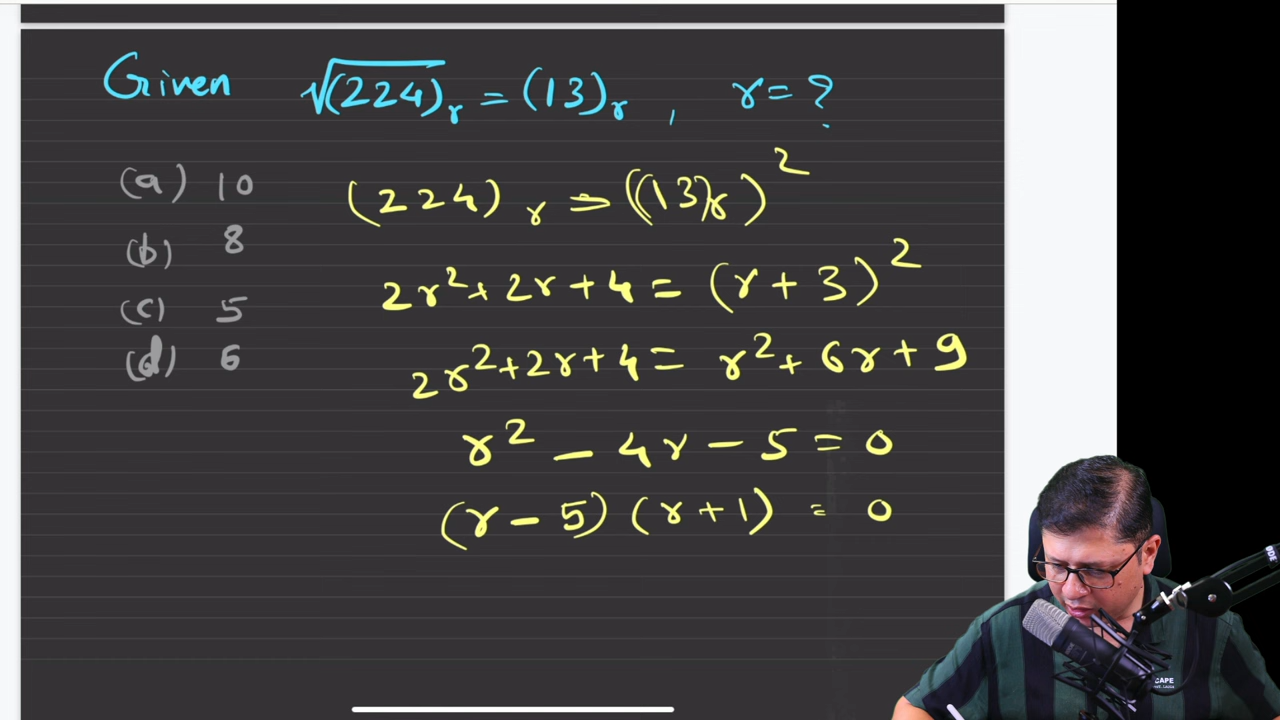 Given √(224)r = (13)r , r = ?
(a) 10
(b) 8
(c) 5
(d) 6
(224)r = ((13)r)²
2r² + 2r + 4 = (r + 3)²
2r² + 2r + 4 = r² + 6r + 9
r² - 4r - 5 = 0
(r - 5) (r + 1) = 0
CAPE